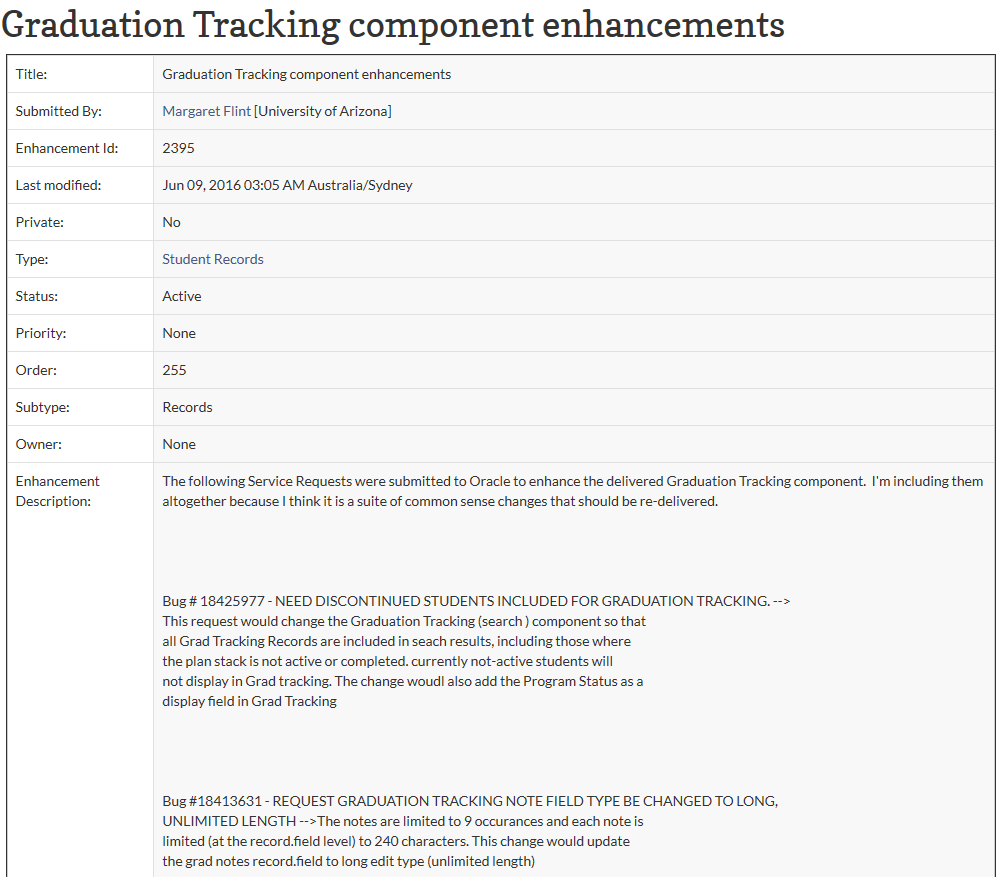 Graduation Tracking component enhancements
Title: Graduation Tracking component enhancements
Submitted By: Margaret Flint [University of Arizona]
Enhancement Id: 2395
Last modified: Jun 09, 2016 03:05 AM Australia/Sydney
Private: No
Type: Student Records
Status: Active
Priority: None
Order: 255
Subtype: Records
Owner: None
Enhancement Description: The following Service Requests were submitted to Oracle to enhance the delivered Graduation Tracking component.  I'm including them
altogether because I think it is a suite of common sense changes that should be re-delivered.
Bug # 18425977 - NEED DISCONTINUED STUDENTS INCLUDED FOR GRADUATION TRACKING. -->
This request would change the Graduation Tracking (search ) component so that
all Grad Tracking Records are included in seach results, including those where
the plan stack is not active or completed. currently not-active students will
not display in Grad tracking. The change woudl also add the Program Status as a
display field in Grad Tracking
Bug #18413631 - REQUEST GRADUATION TRACKING NOTE FIELD TYPE BE CHANGED TO LONG,
UNLIMITED LENGTH -->The notes are limited to 9 occurances and each note is
limited (at the record.field level) to 240 characters. This change would update
the grad notes record.field to long edit type (unlimited length)